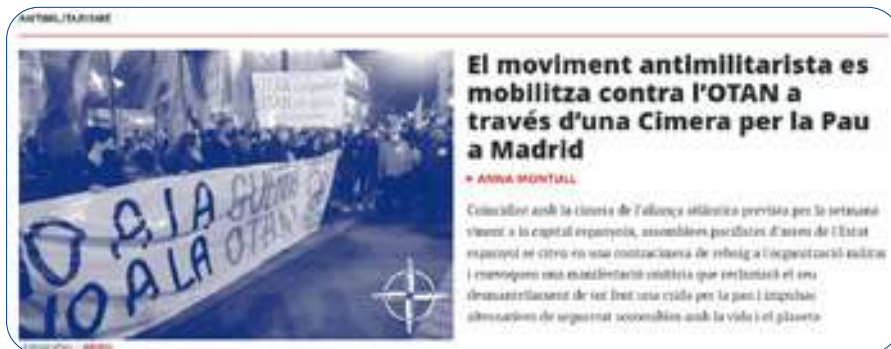 ANTIMILITARISME
OTAN
NO A LA GUERRA
NO A LA OTAN
El moviment antimilitarista es
mobilitza contra l'OTAN a
través d'una Cimera per la Pau
a Madrid
ANNA MONTULL
Coincidint amb la cimera de l'aliança atlàntica prevista per la setmana
vinent a la capital espanyola, assemblees pacifistes d'arreu de l'Estat
espanyol se citen en una contracimera de rebuig a l'organització militar
i convoquen una manifestació unitària que reclamarà el seu
desmantellament de tot fent una crida per la pau i impulsar
alternatives de seguretat sostenibles amb la vida i el planeta